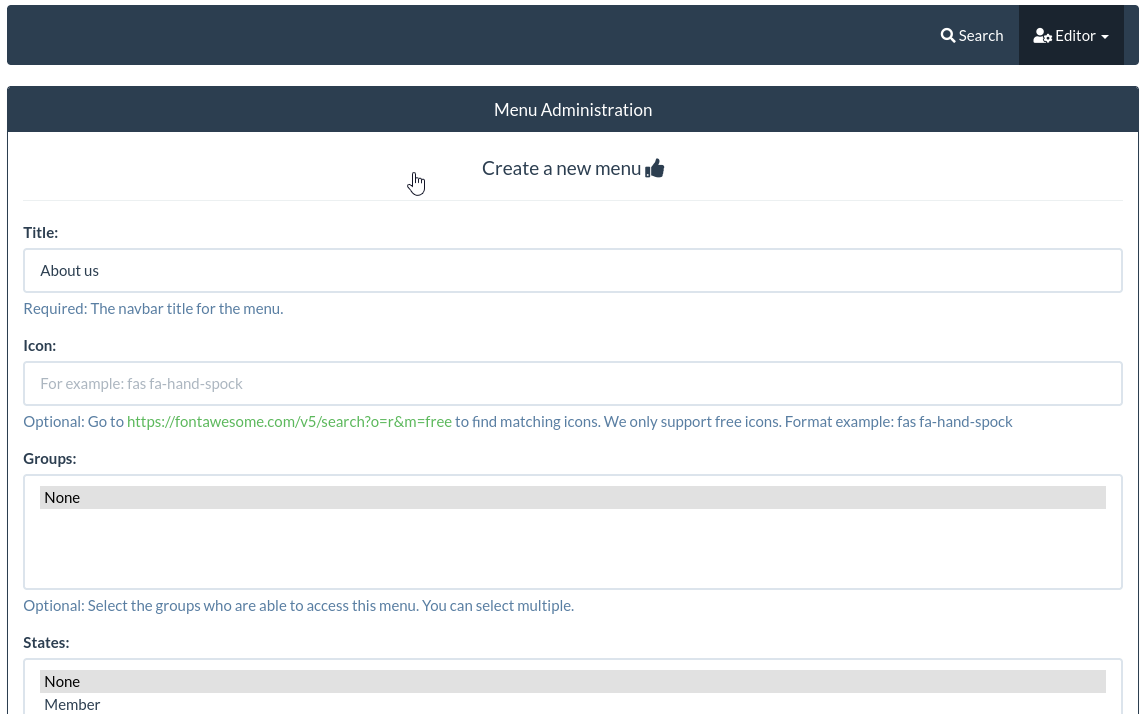 Search
Editor
Menu Administration
Create a new menu
Title:
About us
Required: The navbar title for the menu.
Icon:
For example: fas fa-hand-spock
Optional: Go to https://fontawesome.com/v5/search?o=r&m=free to find matching icons. We only support free icons. Format example: fas fa-hand-spock
Groups:
None
Optional: Select the groups who are able to access this menu. You can select multiple.
States:
None
Member